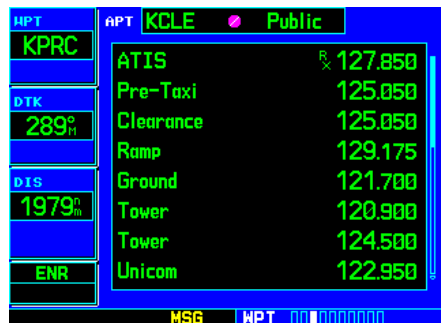 WPT
KPRC
DTK
289°M
DIS
1979nm
ENR
APT KCLE Public
ATIS Rx 127.850
Pre-Taxi 125.050
Clearance 125.050
Ramp 129.175
Ground 121.700
Tower 120.900
Tower 124.500
Unicom 122.950
MSG WPT